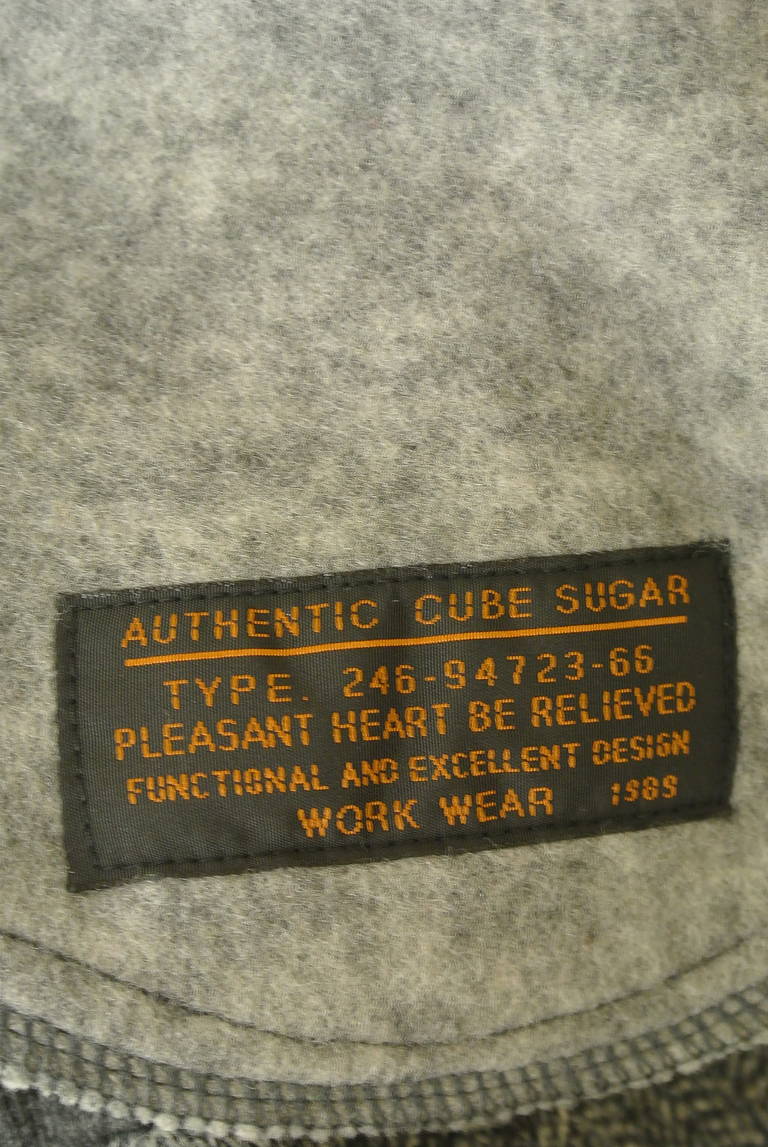 AUTHENTIC CUBE SUGAR
TYPE. 246-94723-66
PLEASANT HEART BE RELIEVED
FUNCTIONAL AND EXCELLENT DESIGN
WORK WEAR 1989